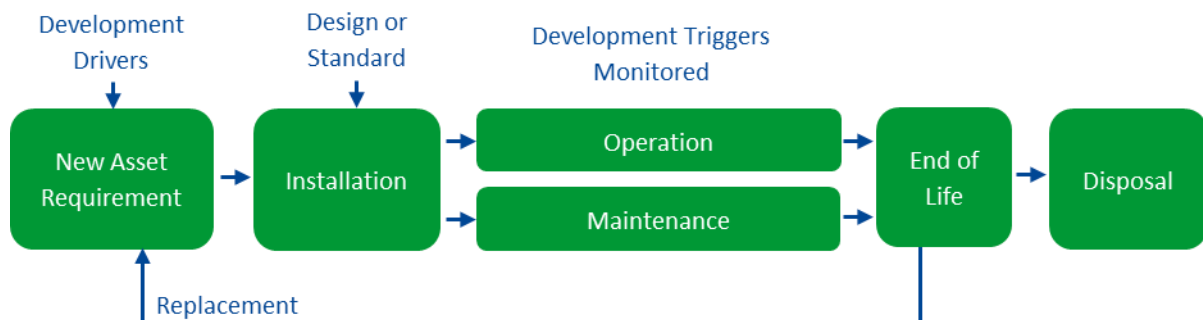 Development
Drivers
Design or
Standard
Development Triggers
Monitored
New Asset
Requirement
Installation
Operation
Maintenance
End of
Life
Disposal
Replacement